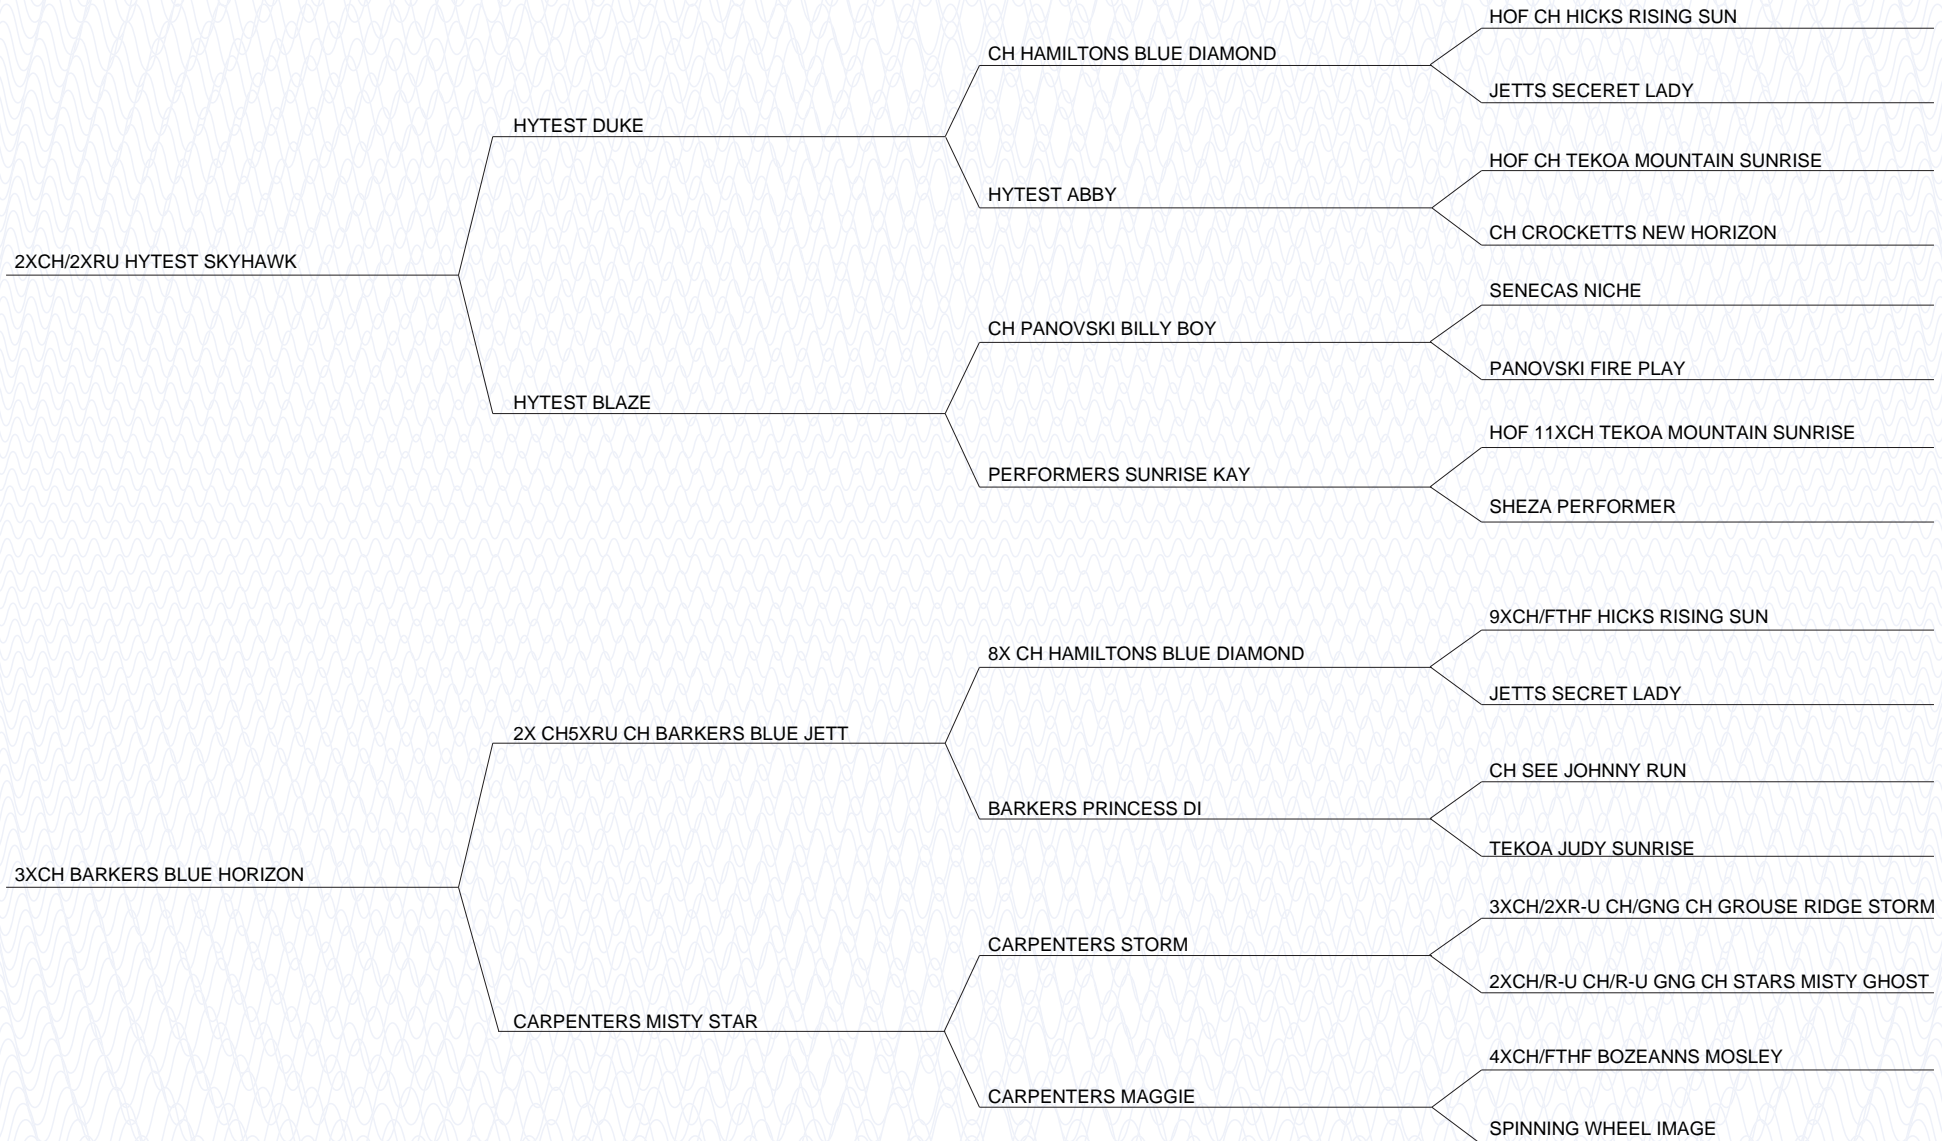 HOF CH HICKS RISING SUN
CH HAMILTONS BLUE DIAMOND
JETTS SECERET LADY
HYTEST DUKE
HOF CH TEKOA MOUNTAIN SUNRISE
HYTEST ABBY
CH CROCKETTS NEW HORIZON
2XCH/2XRU HYTEST SKYHAWK
SENECAS NICHE
CH PANOVSKI BILLY BOY
PANOVSKI FIRE PLAY
HYTEST BLAZE
HOF 11XCH TEKOA MOUNTAIN SUNRISE
PERFORMERS SUNRISE KAY
SHEZA PERFORMER
9XCH/FTHF HICKS RISING SUN
8X CH HAMILTONS BLUE DIAMOND
JETTS SECRET LADY
2X CH5XRU CH BARKERS BLUE JETT
CH SEE JOHNNY RUN
BARKERS PRINCESS DI
TEKOA JUDY SUNRISE
3XCH BARKERS BLUE HORIZON
3XCH/2XR-U CH/GNG CH GROUSE RIDGE STORM
CARPENTERS STORM
2XCH/R-U CH/R-U GNG CH STARS MISTY GHOST
CARPENTERS MISTY STAR
4XCH/FTHF BOZEANNS MOSLEY
CARPENTERS MAGGIE
SPINNING WHEEL IMAGE